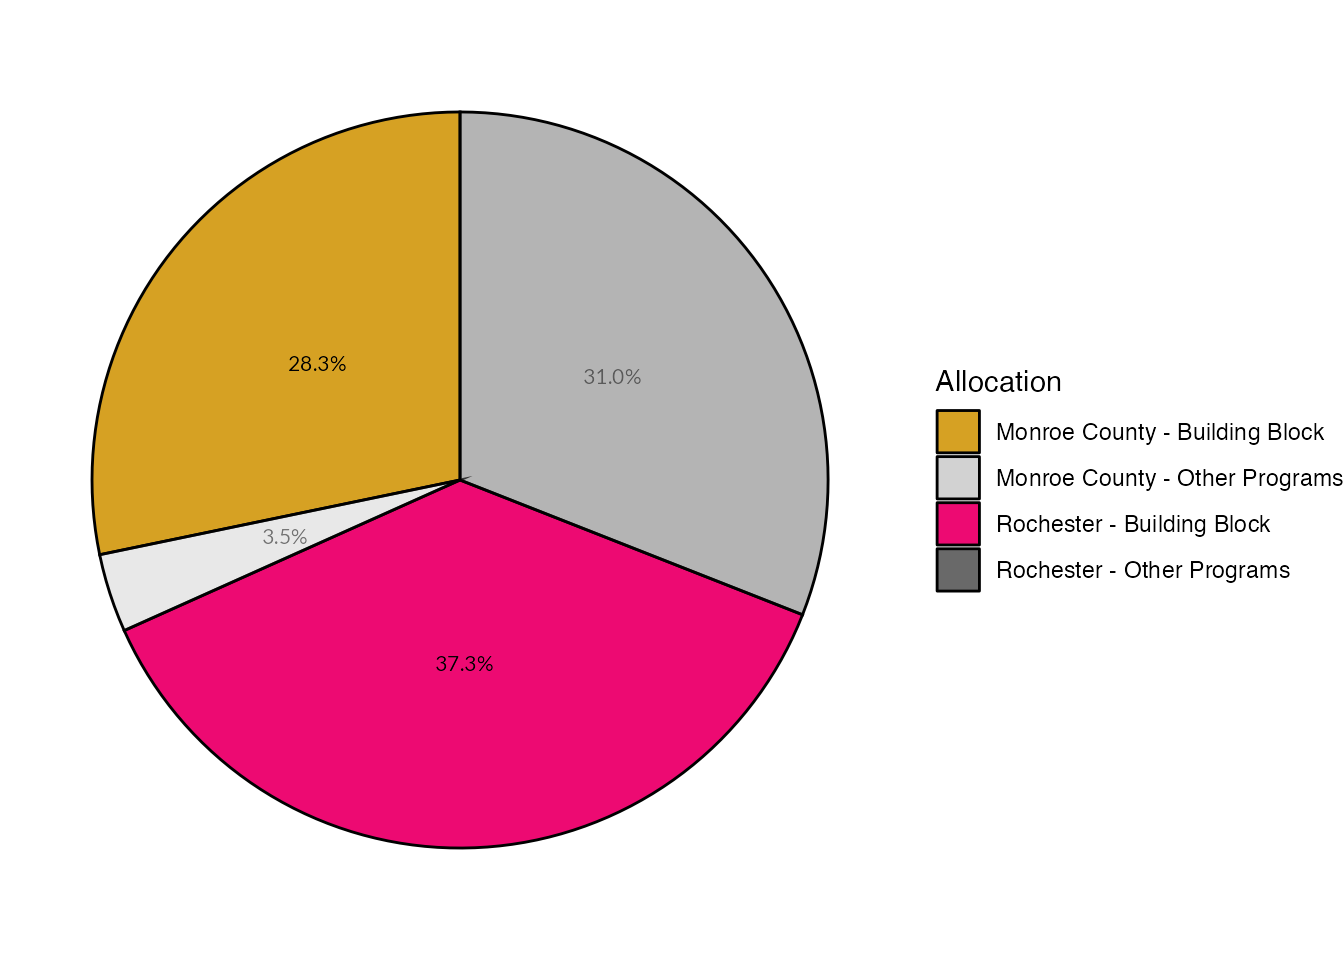 28.3%
31.0%
3.5%
37.3%
Allocation
Monroe County - Building Block
Monroe County - Other Programs
Rochester - Building Block
Rochester - Other Programs